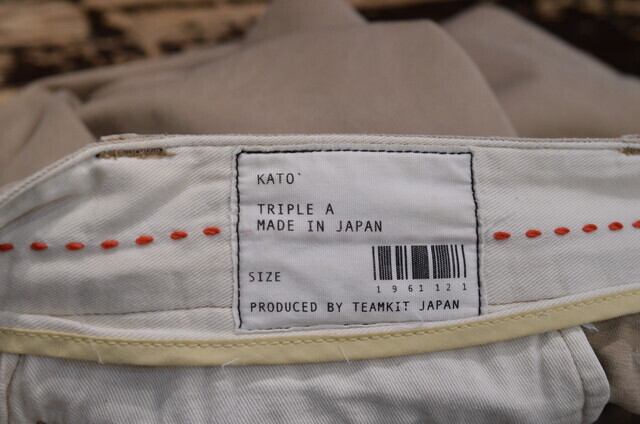 KATO`
TRIPLE A
MADE IN JAPAN
SIZE
1 9 6 1 1 2 1
PRODUCED BY TEAMKIT JAPAN